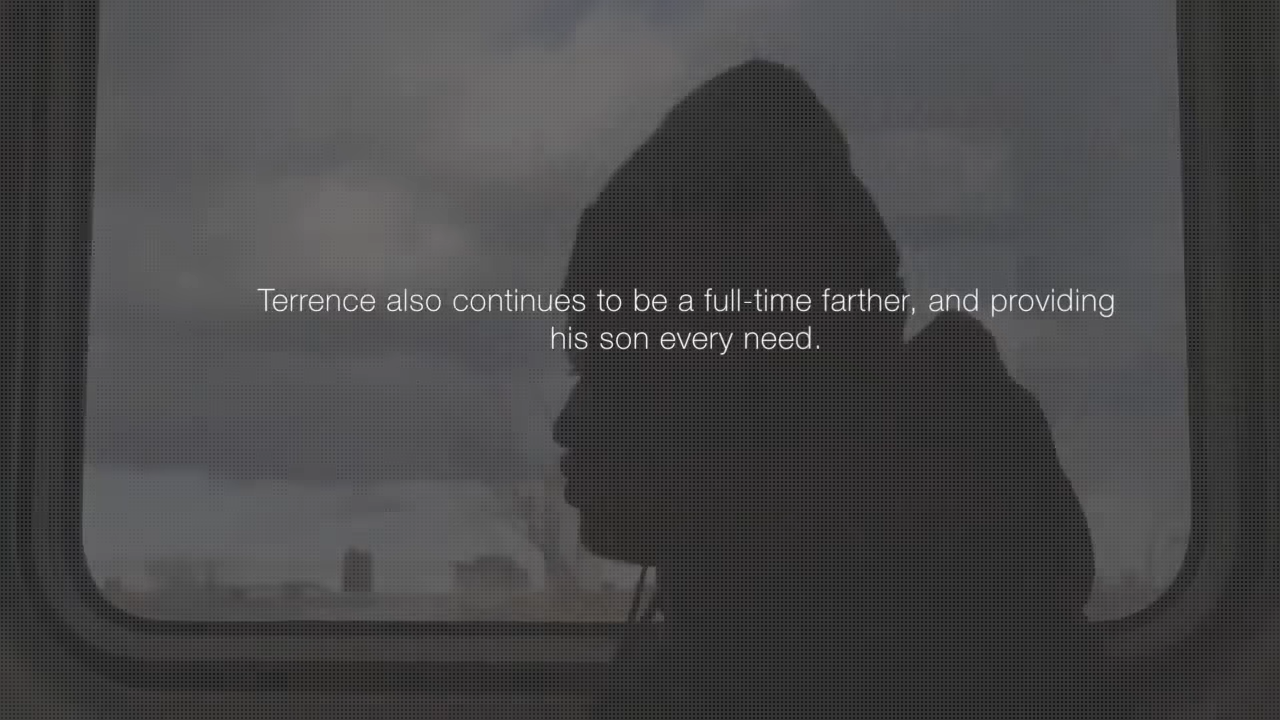 Terrence also continues to be a full-time farther, and providing
his son every need.